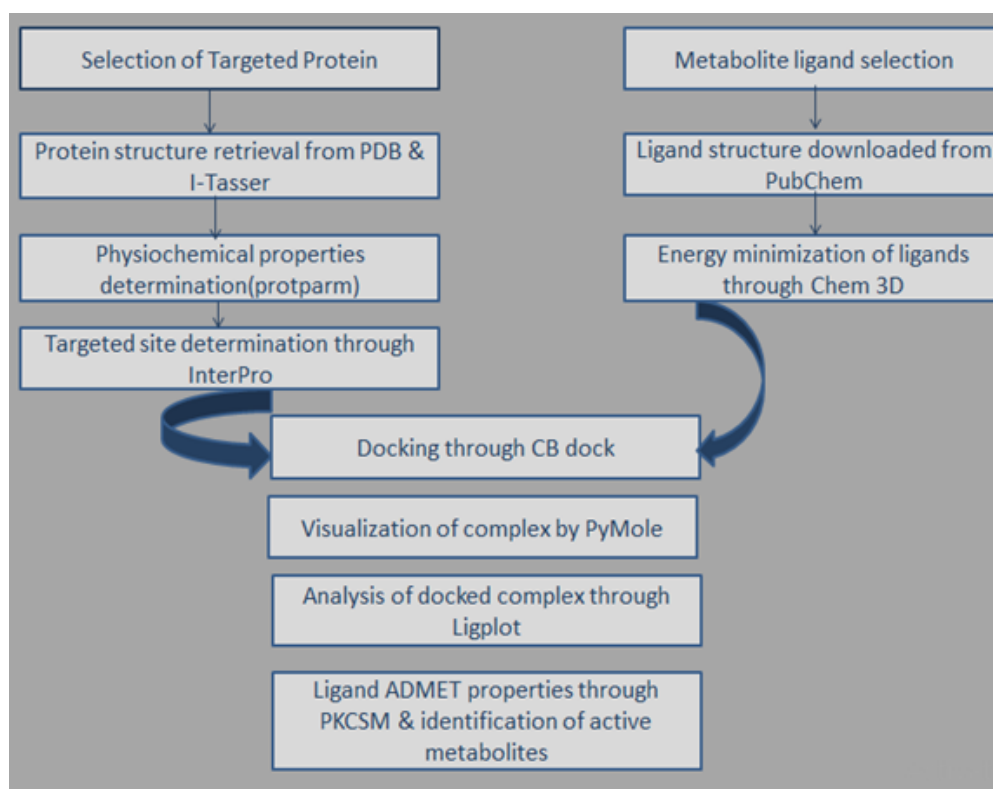 Selection of Targeted Protein
Protein structure retrieval from PDB &
I-Tasser
Physiochemical properties
determination(protparm)
Targeted site determination through
InterPro
Metabolite ligand selection
Ligand structure downloaded from
PubChem
Energy minimization of ligands
through Chem 3D
Docking through CB dock
Visualization of complex by PyMole
Analysis of docked complex through
Ligplot
Ligand ADMET properties through
PKCSM & identification of active
metabolites